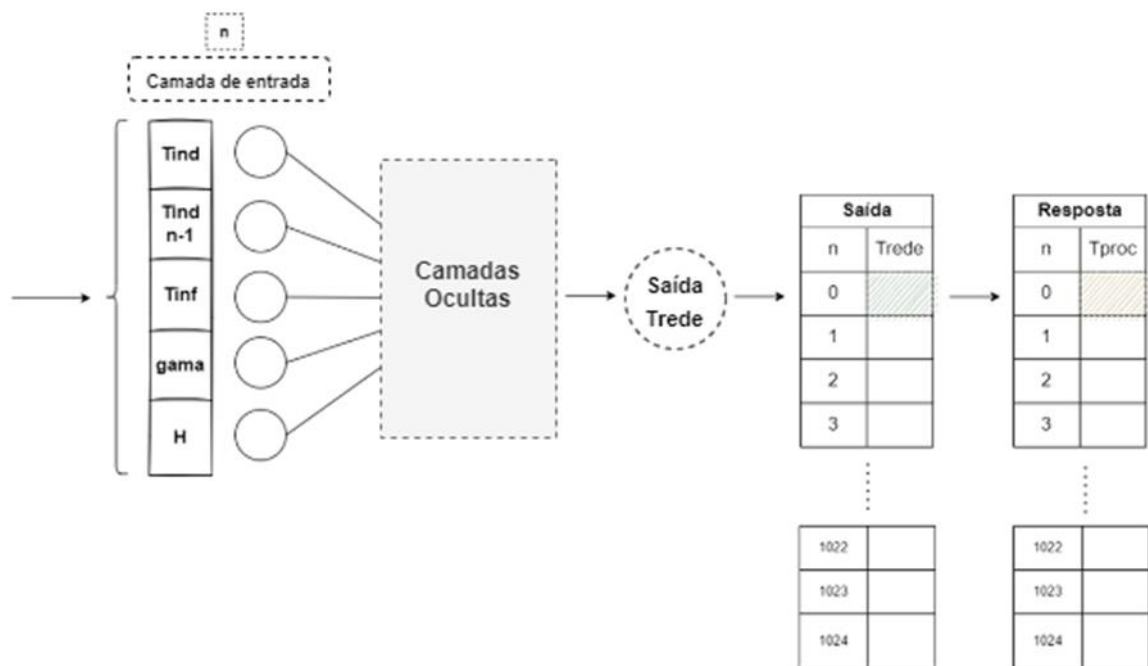 n
Camada de entrada
Tind
Tind
n-1
Tinf
gama
H
Camadas
Ocultas
Saída
Trede
Saída
n Trede
0
1
2
3
1022
1023
1024
Resposta
n Tproc
0
1
2
3
1022
1023
1024